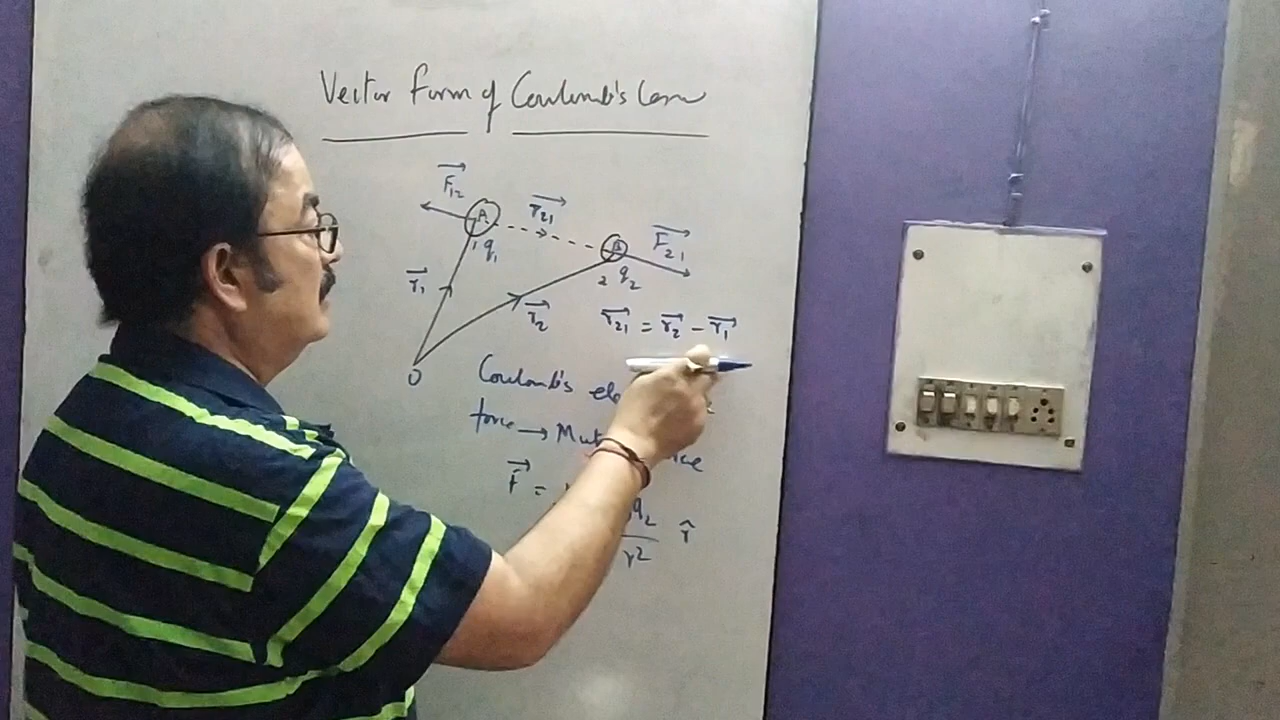 Vector form of Coulomb's Law
F₁₂⃗
A
r₂₁⃗
B
F₂₁⃗
1 q₁
2 q₂
r₁⃗
r₂⃗
r₂₁⃗ = r₂⃗ - r₁⃗
O
Coulomb's
force →
F⃗ =
q₂
r̂
r²